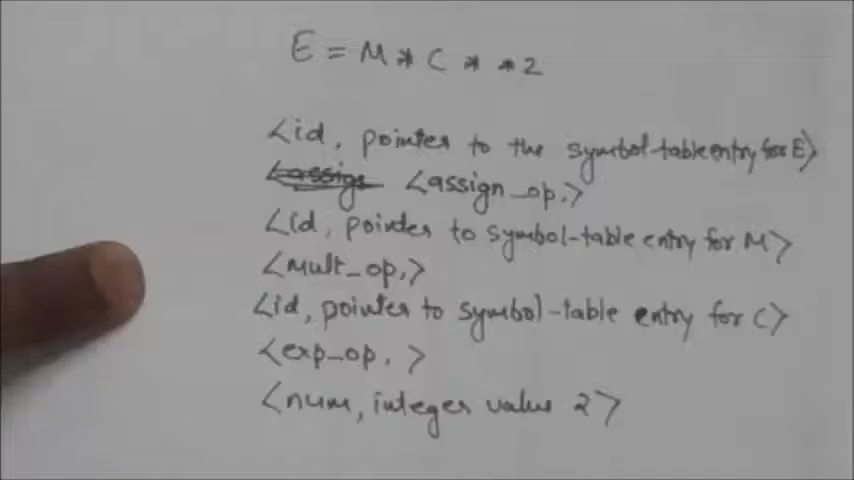 E = M * C * * 2
<id, pointer to the symbol-table entry for E>
<assign_op,>
<id, pointer to symbol-table entry for M>
<mult_op,>
<id, pointer to symbol-table entry for C>
<exp_op, >
<num, integer value 2>